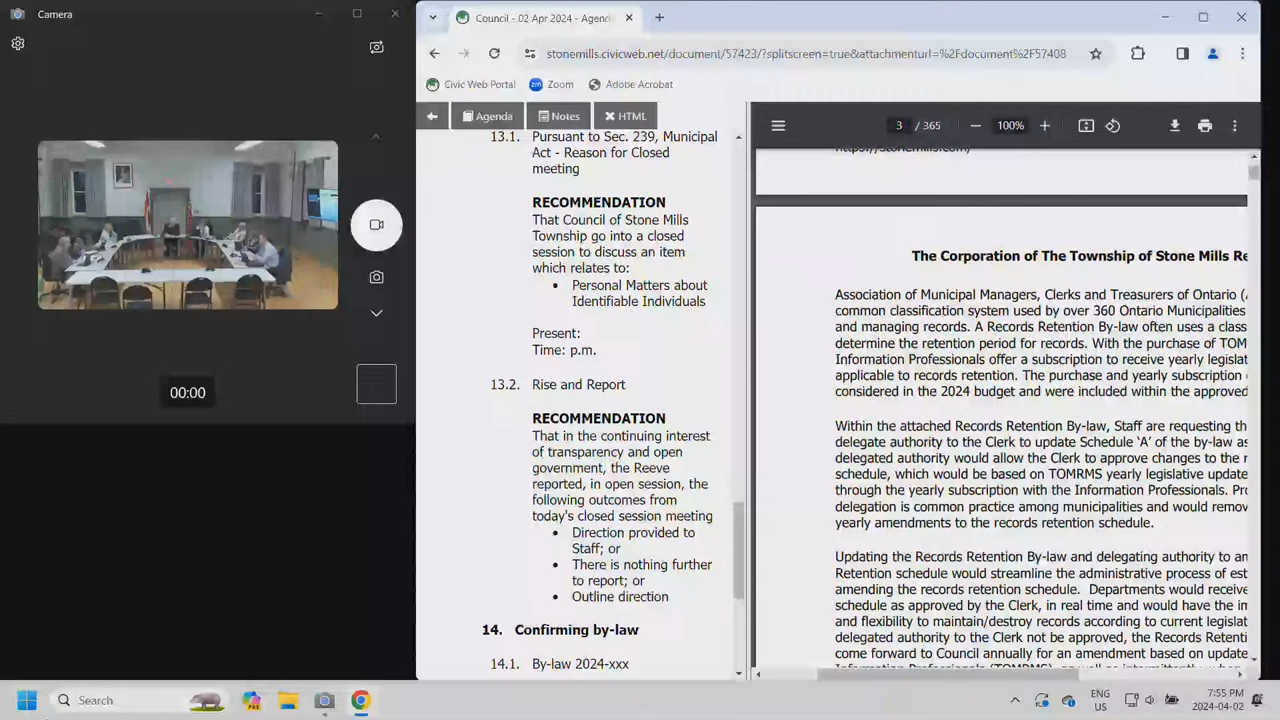 Camera
Council - 02 Apr 2024 - Agend
stonemills.civicweb.net/document/57423/?splitscreen=true&attachmenturl=%2Fdocument%2F57408
Civic Web Portal
Zoom
Adobe Acrobat
Agenda
Notes
HTML
3 / 365
100%
00:00
13.1. Pursuant to Sec. 239, Municipal
Act - Reason for Closed
meeting
RECOMMENDATION
That Council of Stone Mills
Township go into a closed
session to discuss an item
which relates to:
• Personal Matters about
Identifiable Individuals
Present:
Time: p.m.
13.2. Rise and Report
RECOMMENDATION
That in the continuing interest
of transparency and open
government, the Reeve
reported, in open session, the
following outcomes from
today's closed session meeting
• Direction provided to
Staff; or
• There is nothing further
to report; or
• Outline direction
14. Confirming by-law
14.1. By-law 2024-xxx
https://stonemills.com/
The Corporation of The Township of Stone Mills Re
Association of Municipal Managers, Clerks and Treasurers of Ontario (
common classification system used by over 360 Ontario Municipalities
and managing records. A Records Retention By-law often uses a class
determine the retention period for records. With the purchase of TOM
Information Professionals offer a subscription to receive yearly legislat
applicable to records retention. The purchase and yearly subscription
considered in the 2024 budget and were included within the approved
Within the attached Records Retention By-law, Staff are requesting th
delegate authority to the Clerk to update Schedule ‘A’ of the by-law as
delegated authority would allow the Clerk to approve changes to the r
schedule, which would be based on TOMRMS yearly legislative update
through the yearly subscription with the Information Professionals. Pro
delegation is common practice among municipalities and would remov
yearly amendments to the records retention schedule.
Updating the Records Retention By-law and delegating authority to an
Retention schedule would streamline the administrative process of est
amending the records retention schedule. Departments would receive
schedule as approved by the Clerk, in real time and would have the in
and flexibility to maintain/destroy records according to current legislat
delegated authority to the Clerk not be approved, the Records Retenti
come forward to Council annually for an amendment based on update
Information Professionals (TOMRMS), as well as intermittently when
Search
PRE
ENG
US
7:55 PM
2024-04-02